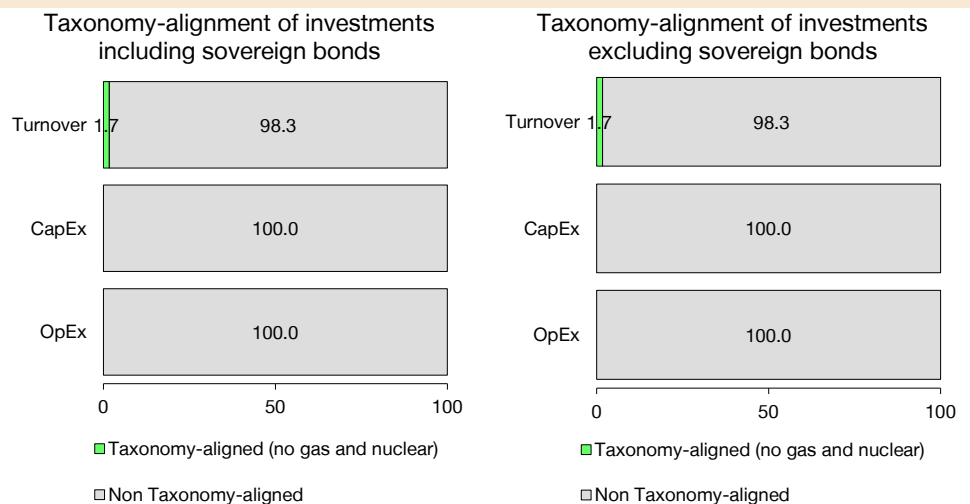 Taxonomy-alignment of investments
including sovereign bonds
Turnover 1.7 98.3
CapEx 100.0
OpEx 100.0
0 50 100
Taxonomy-aligned (no gas and nuclear)
Non Taxonomy-aligned
Taxonomy-alignment of investments
excluding sovereign bonds
Turnover 1.7 98.3
CapEx 100.0
OpEx 100.0
0 50 100
Taxonomy-aligned (no gas and nuclear)
Non Taxonomy-aligned